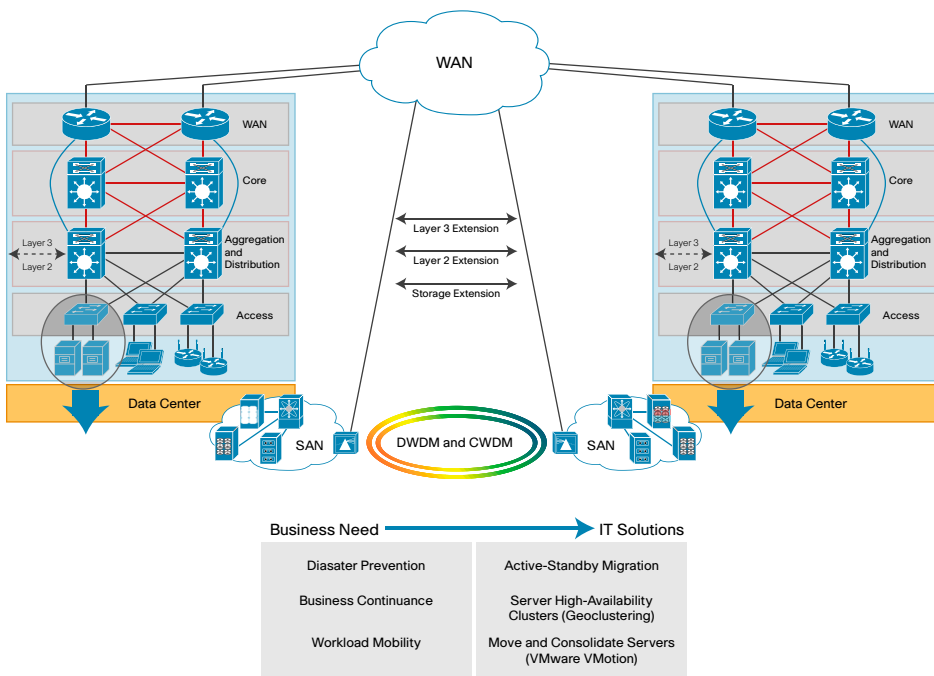 WAN
WAN
Core
Layer 3
Layer 2
Aggregation
and
Distribution
Access
Data Center
WAN
Core
Layer 3
Layer 2
Aggregation
and
Distribution
Access
Data Center
Layer 3 Extension
Layer 2 Extension
Storage Extension
SAN
DWDM and CWDM
SAN
Business Need
IT Solutions
Diasater Prevention
Active-Standby Migration
Business Continuance
Server High-Availability
Clusters (Geoclustering)
Workload Mobility
Move and Consolidate Servers
(VMware VMotion)